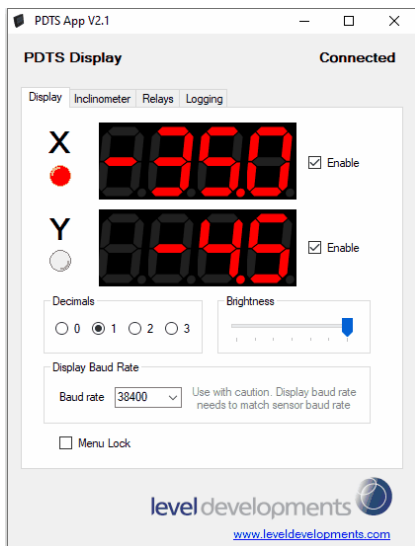 PDTS App V2.1
PDTS Display
Connected
Display Inclinometer Relays Logging
X
-35.0
Enable
Y
-4.5
Enable
Decimals
0 1 2 3
Brightness
Display Baud Rate
Baud rate 38400
Use with caution. Display baud rate
needs to match sensor baud rate
Menu Lock
level developments
www.leveldevelopments.com